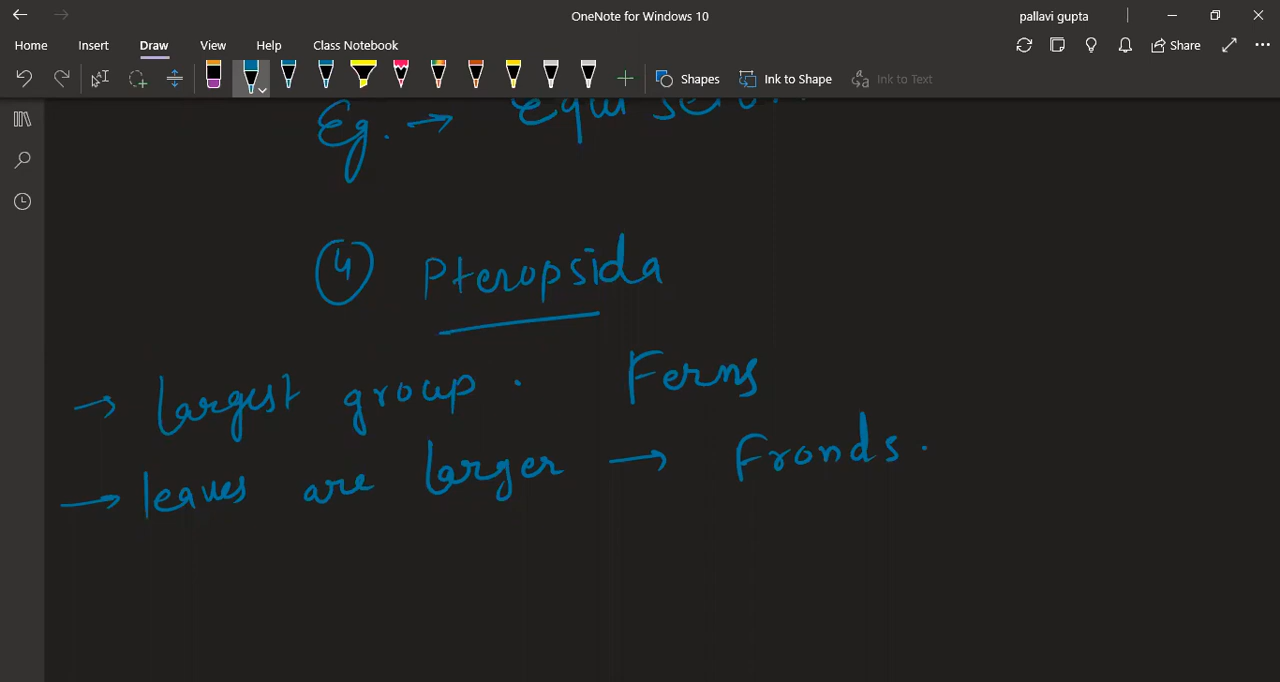 OneNote for Windows 10
pallavi gupta
Home Insert Draw View Help Class Notebook
Share
Shapes Ink to Shape Ink to Text
Eg. →
4 Pteropsida
→ largest group . Ferns
→ leaves are larger → Fronds .